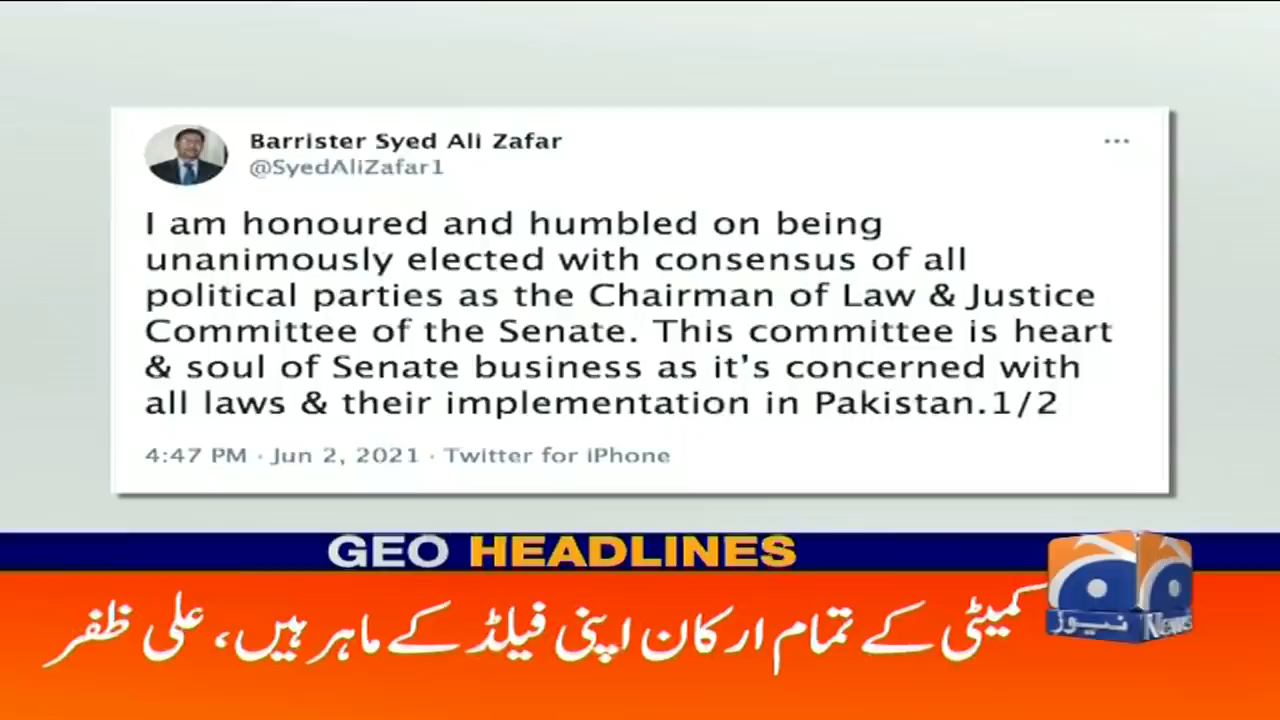 Barrister Syed Ali Zafar
@SyedAliZafar1
I am honoured and humbled on being
unanimously elected with consensus of all
political parties as the Chairman of Law & Justice
Committee of the Senate. This committee is heart
& soul of Senate business as it's concerned with
all laws & their implementation in Pakistan.1/2
4:47 PM · Jun 2, 2021 · Twitter for iPhone
GEO HEADLINES
کمیٹی کے تمام ارکان اپنی فیلڈ کے ماہر ہیں، علی ظفر
نیوز News